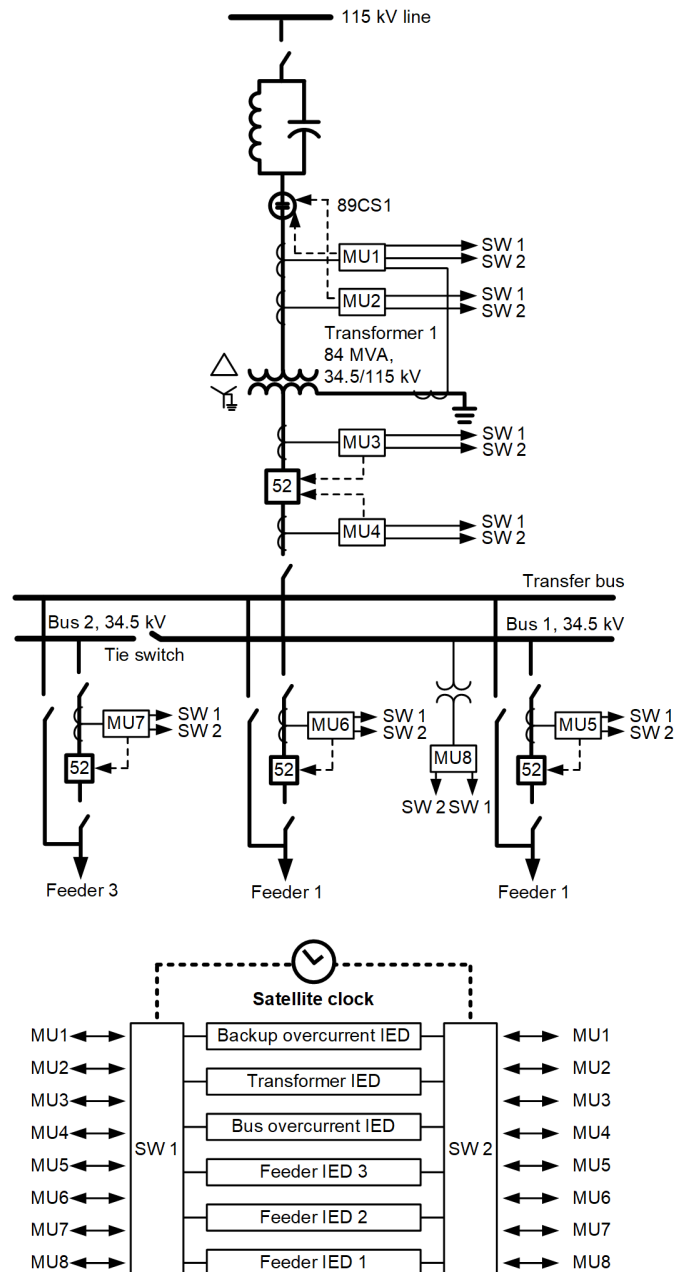 115 kV line
89CS1
MU1
SW 1
SW 2
MU2
SW 1
SW 2
Transformer 1
84 MVA,
34.5/115 kV
MU3
SW 1
SW 2
52
MU4
SW 1
SW 2
Transfer bus
Bus 2, 34.5 kV
Bus 1, 34.5 kV
Tie switch
MU7
SW 1
SW 2
MU6
SW 1
SW 2
MU5
SW 1
SW 2
MU8
52
52
52
SW 2 SW 1
Feeder 3
Feeder 1
Feeder 1
Satellite clock
MU1
Backup overcurrent IED
MU1
MU2
Transformer IED
MU2
MU3
Bus overcurrent IED
MU3
MU4
SW 1
SW 2
MU4
MU5
Feeder IED 3
MU5
MU6
Feeder IED 2
MU6
MU7
MU7
MU8
Feeder IED 1
MU8